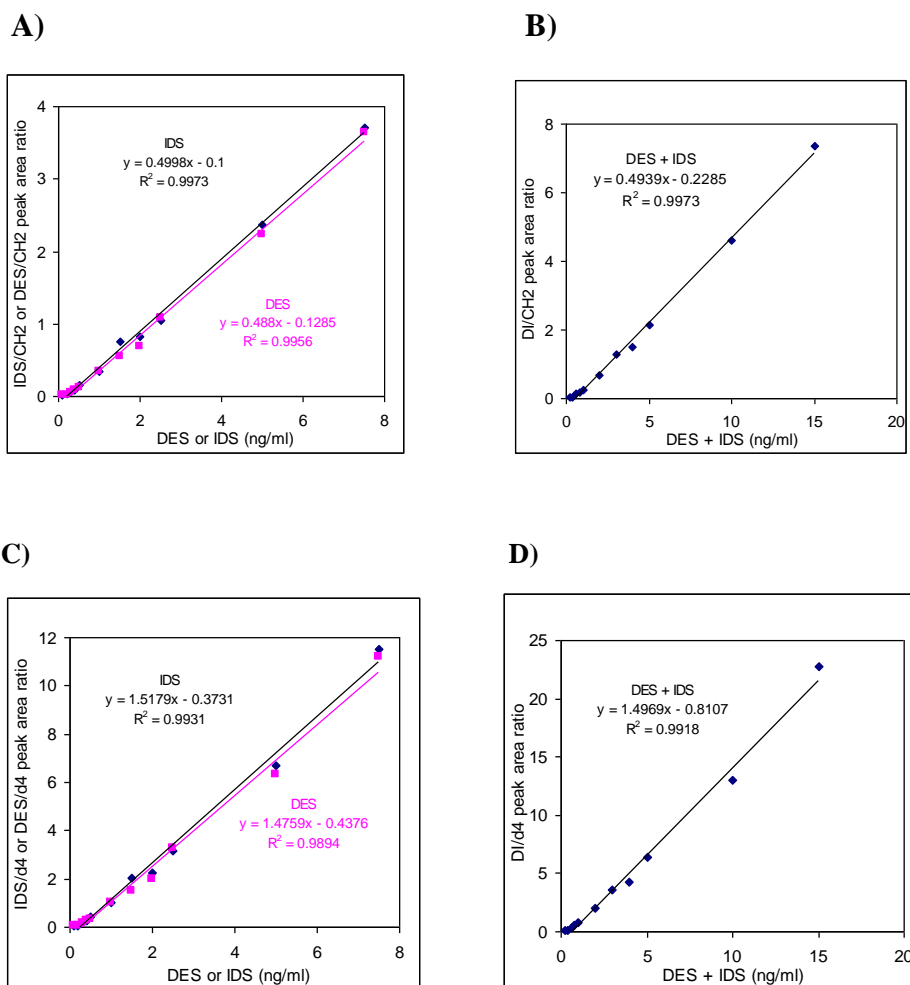 A)
B)
4
3
2
1
0
0
2
4
6
8
IDS/CH2 or DES/CH2 peak area ratio
DES or IDS (ng/ml)
IDS
y = 0.4998x - 0.1
R² = 0.9973
DES
y = 0.488x - 0.1285
R² = 0.9956
8
6
4
2
0
0
5
10
15
20
DI/CH2 peak area ratio
DES + IDS (ng/ml)
DES + IDS
y = 0.4939x - 0.2285
R² = 0.9973
C)
D)
12
10
8
6
4
2
0
0
2
4
6
8
IDS/d4 or DES/d4 peak area ratio
DES or IDS (ng/ml)
IDS
y = 1.5179x - 0.3731
R² = 0.9931
DES
y = 1.4759x - 0.4376
R² = 0.9894
25
20
15
10
5
0
0
5
10
15
20
DI/d4 peak area ratio
DES + IDS (ng/ml)
DES + IDS
y = 1.4969x - 0.8107
R² = 0.9918